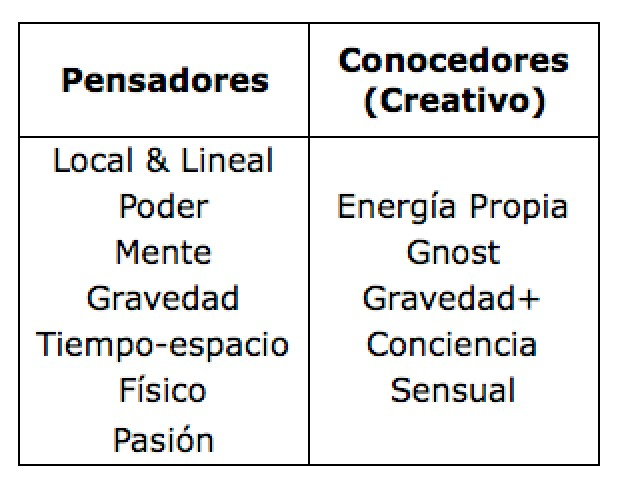 Pensadores
Conocedores
(Creativo)
Local & Lineal
Poder
Energía Propia
Mente
Gnost
Gravedad
Gravedad+
Tiempo-espacio
Conciencia
Físico
Sensual
Pasión